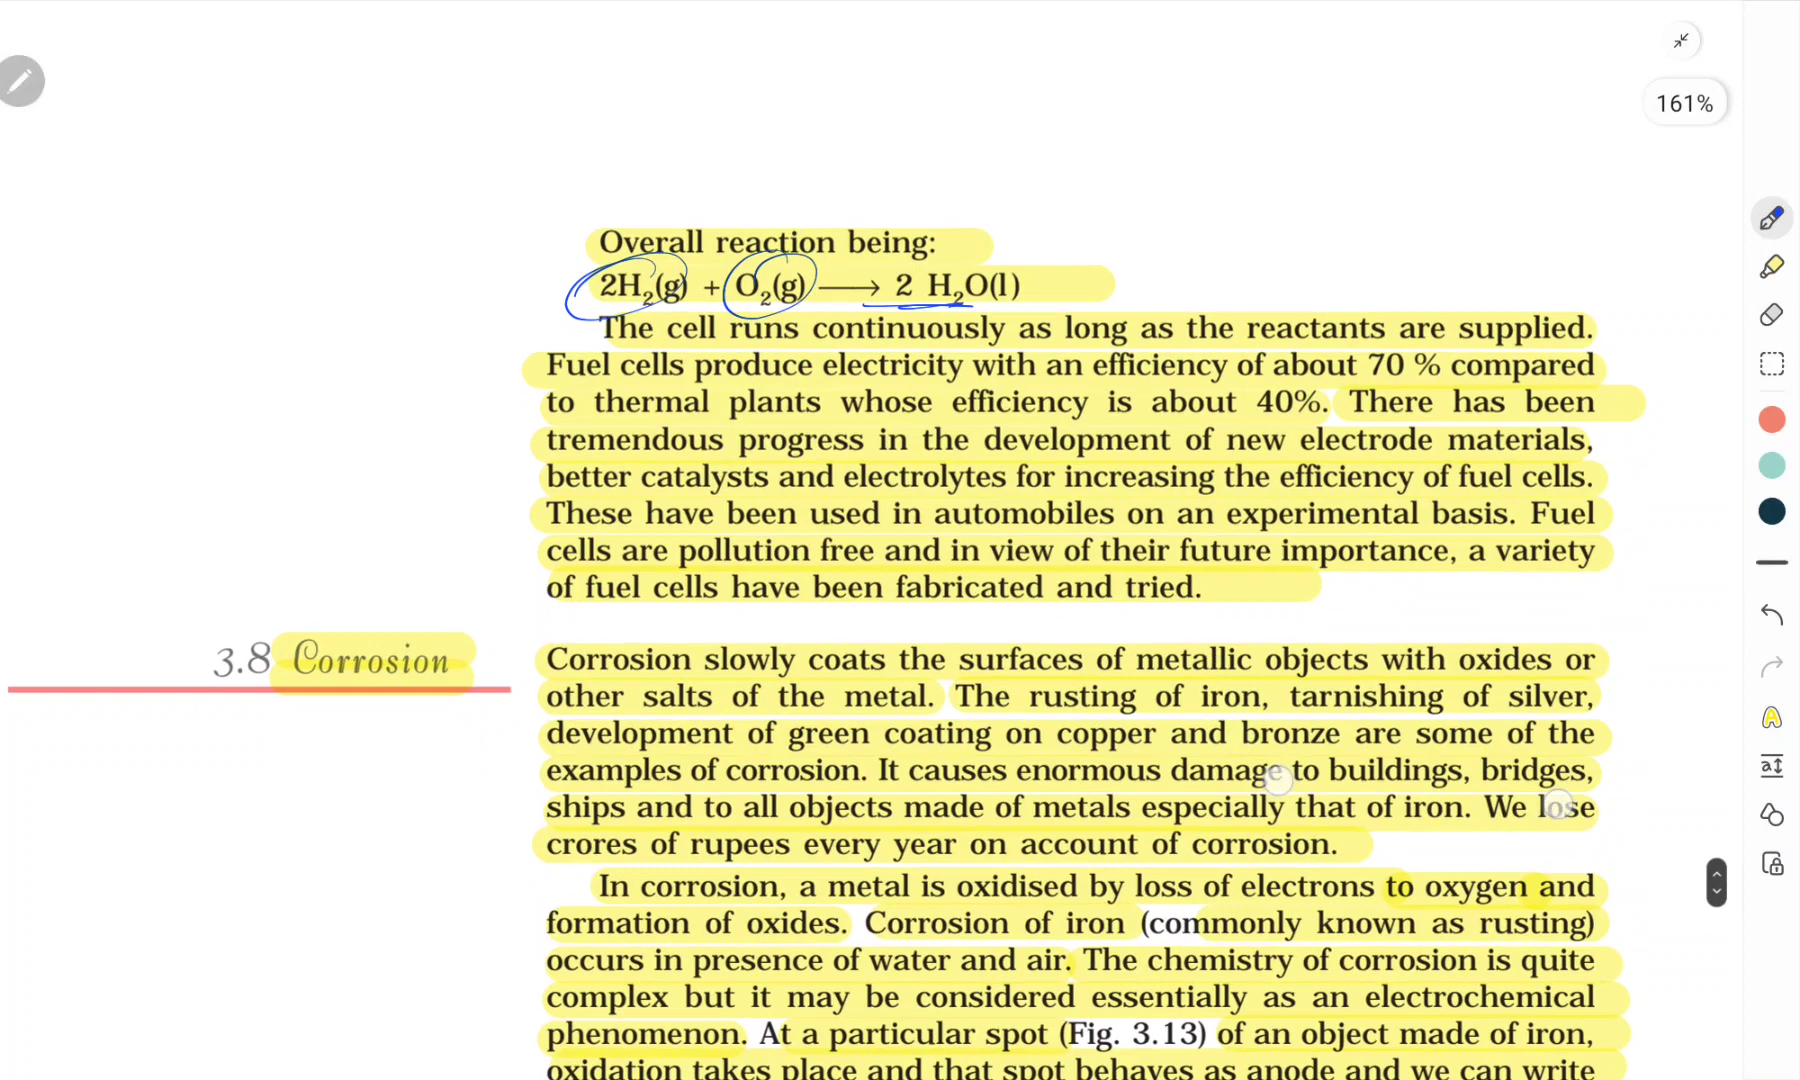 161%
Overall reaction being:
2H₂(g) + O₂(g) ⟶ 2 H₂O(l)
The cell runs continuously as long as the reactants are supplied.
Fuel cells produce electricity with an efficiency of about 70 % compared
to thermal plants whose efficiency is about 40%. There has been
tremendous progress in the development of new electrode materials,
better catalysts and electrolytes for increasing the efficiency of fuel cells.
These have been used in automobiles on an experimental basis. Fuel
cells are pollution free and in view of their future importance, a variety
of fuel cells have been fabricated and tried.
3.8 Corrosion
Corrosion slowly coats the surfaces of metallic objects with oxides or
other salts of the metal. The rusting of iron, tarnishing of silver,
development of green coating on copper and bronze are some of the
examples of corrosion. It causes enormous damage to buildings, bridges,
ships and to all objects made of metals especially that of iron. We lose
crores of rupees every year on account of corrosion.
In corrosion, a metal is oxidised by loss of electrons to oxygen and
formation of oxides. Corrosion of iron (commonly known as rusting)
occurs in presence of water and air. The chemistry of corrosion is quite
complex but it may be considered essentially as an electrochemical
phenomenon. At a particular spot (Fig. 3.13) of an object made of iron,
oxidation takes place and that spot behaves as anode and we can write